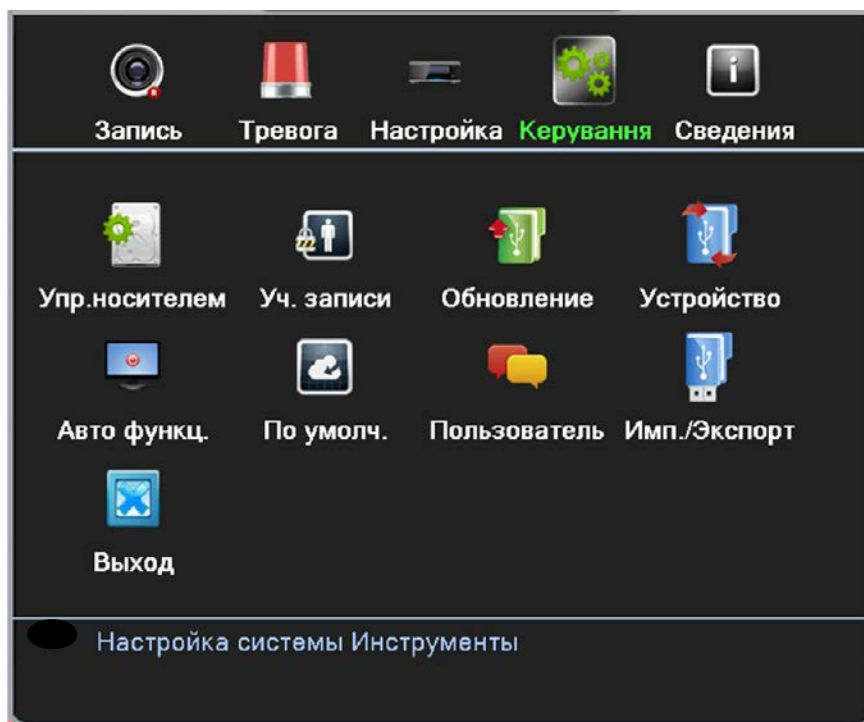 Запись Тревога Настройка Керування Сведения
Упр.носителем Уч. записи Обновление Устройство
Авто функц. По умолч. Пользователь Имп./Экспорт
Выход
Настройка системы Инструменты